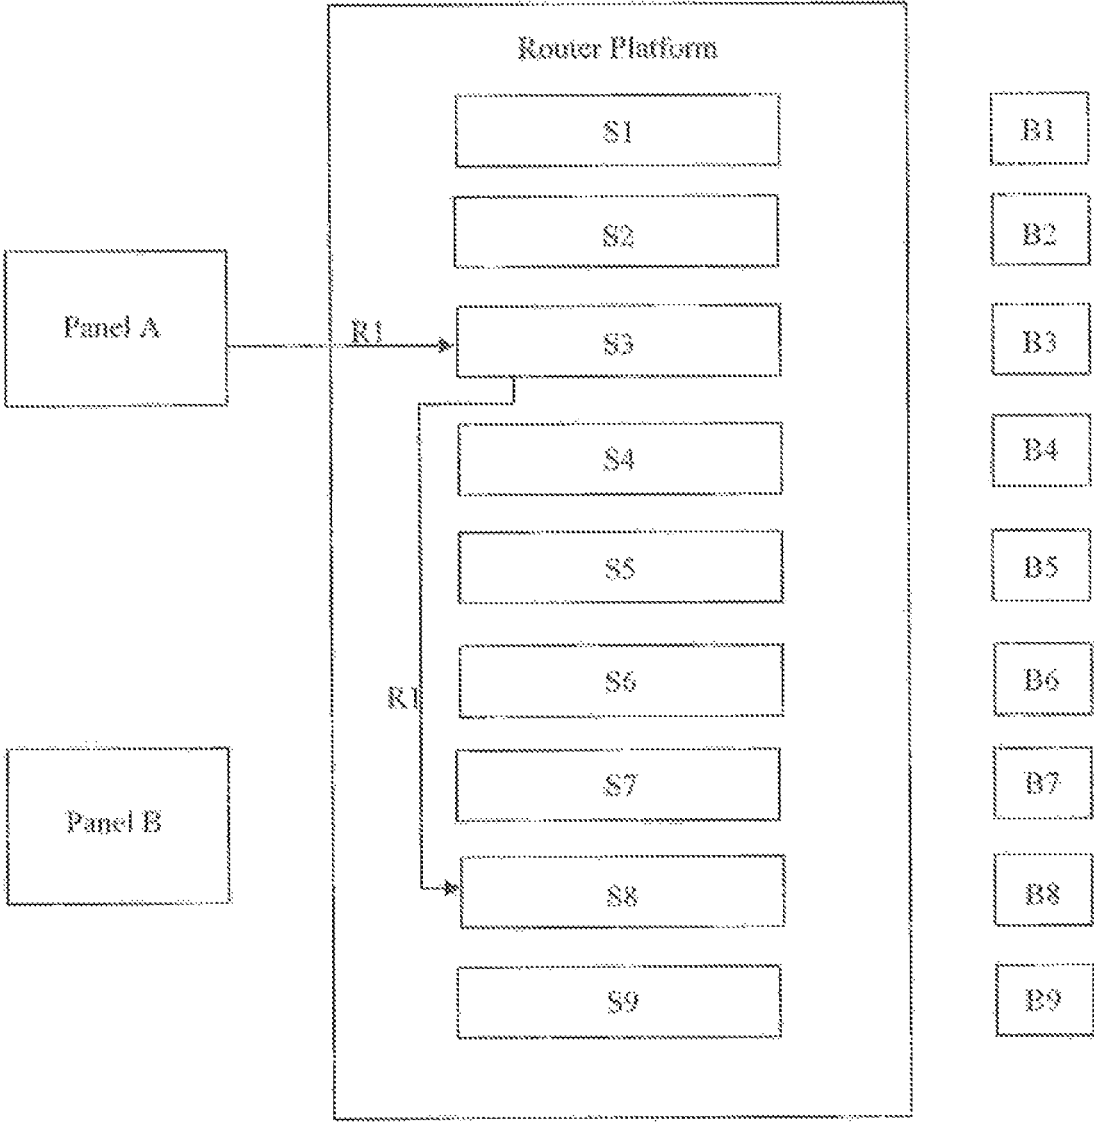 Router Platform
S1
B1
S2
B2
Panel A
R1
S3
B3
S4
B4
S5
B5
R1
S6
B6
S7
B7
Panel B
S8
B8
S9
B9